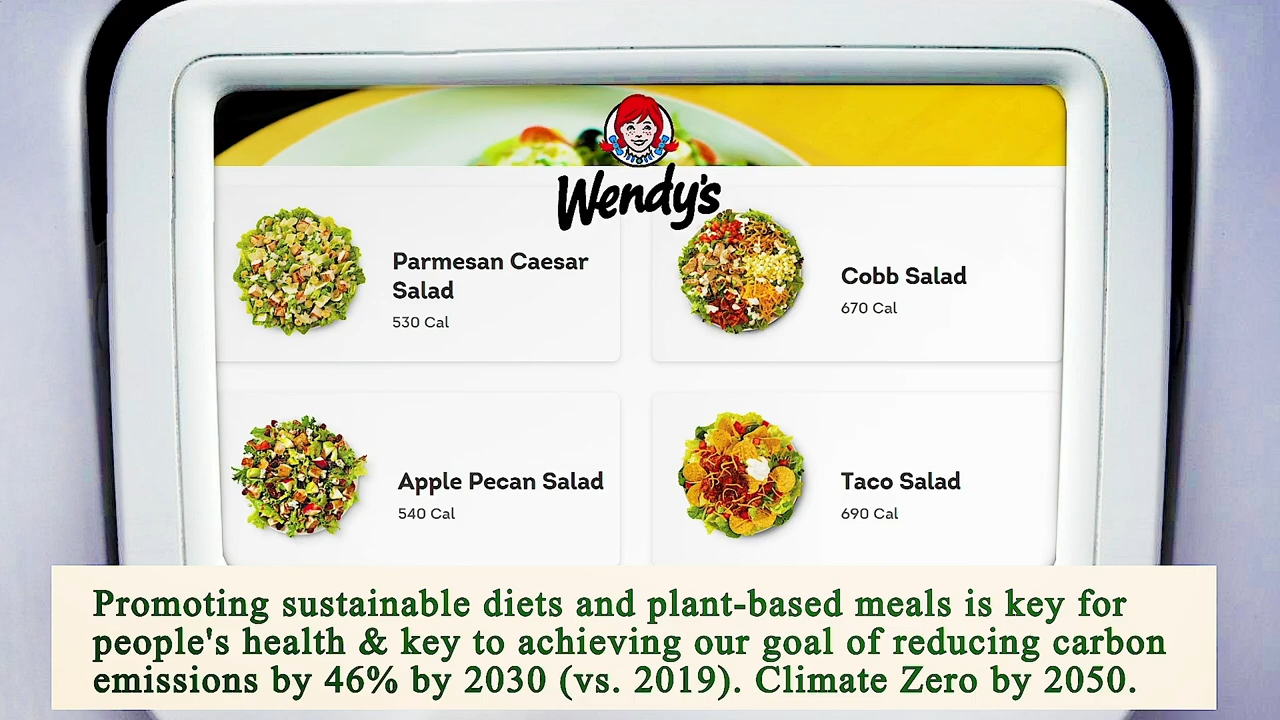 Wendy's
Parmesan Caesar
Salad
530 Cal
Cobb Salad
670 Cal
Apple Pecan Salad
540 Cal
Taco Salad
690 Cal
Promoting sustainable diets and plant-based meals is key for
people's health & key to achieving our goal of reducing carbon
emissions by 46% by 2030 (vs. 2019). Climate Zero by 2050.